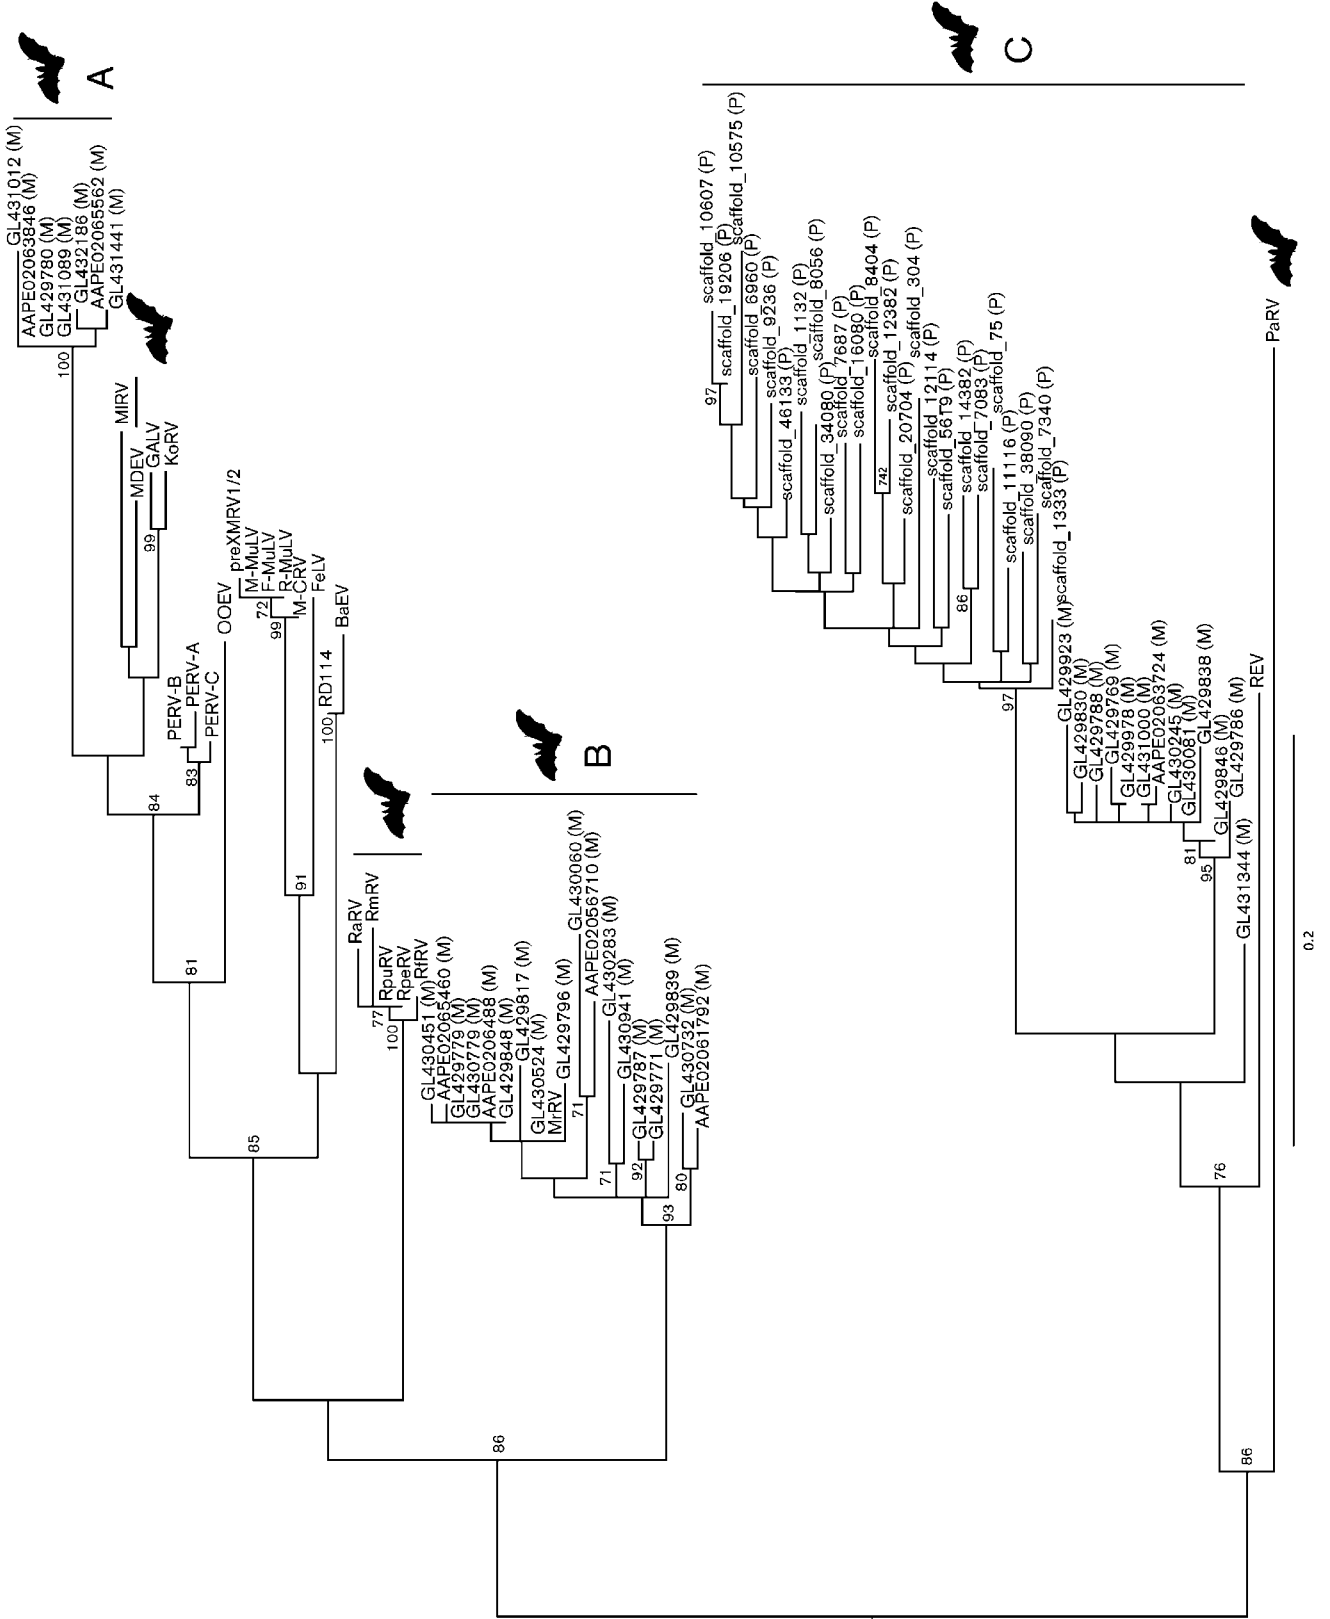 GL431012 (M)
AAPE02063846 (M)
GL429780 (M)
GL431089 (M)
GL432186 (M)
AAPE02065562 (M)
GL431441 (M)
100
A
MIRV
MDEV
GALV
KoRV
99
PERV-B
PERV-A
PERV-C
83
84
OOEV
81
preXMRV1/2
M-MuLV
F-MuLV
R-MuLV
M-CRV
72
99
FeLV
91
RD114
BaEV
100
85
RaRV
RmRV
RpuRV
RpeRV
RfRV
77
100
GL430451 (M)
AAPE02065460 (M)
GL429779 (M)
GL430779 (M)
AAPE0206488 (M)
GL429848 (M)
GL429817 (M)
GL430524 (M)
MrRV
GL429796 (M)
GL430060 (M)
AAPE02056710 (M)
71
GL430283 (M)
GL430941 (M)
71
GL429787 (M)
GL429771 (M)
92
GL429839 (M)
GL430732 (M)
AAPE02061792 (M)
80
93
B
86
scaffold_10607 (P)
scaffold_19206 (P)
97
scaffold_10575 (P)
scaffold_6960 (P)
scaffold_9236 (P)
scaffold_46133 (P)
scaffold_1132 (P)
scaffold_8056 (P)
scaffold_34080 (P)
scaffold_7687 (P)
scaffold_16080 (P)
scaffold_8404 (P)
scaffold_12382 (P)
742
scaffold_20704 (P)
scaffold_304 (P)
scaffold_12114 (P)
scaffold_5619 (P)
scaffold_14382 (P)
scaffold_7083 (P)
86
scaffold_75 (P)
scaffold_11116 (P)
scaffold_38090 (P)
scaffold_7340 (P)
scaffold_1333 (P)
97
C
GL429923 (M)
GL429830 (M)
GL429788 (M)
GL429769 (M)
GL429978 (M)
GL431000 (M)
AAPE02063724 (M)
GL430245 (M)
GL430081 (M)
GL429838 (M)
GL429846 (M)
GL429786 (M)
81
95
GL431344 (M)
REV
76
PaRV
86
0.2